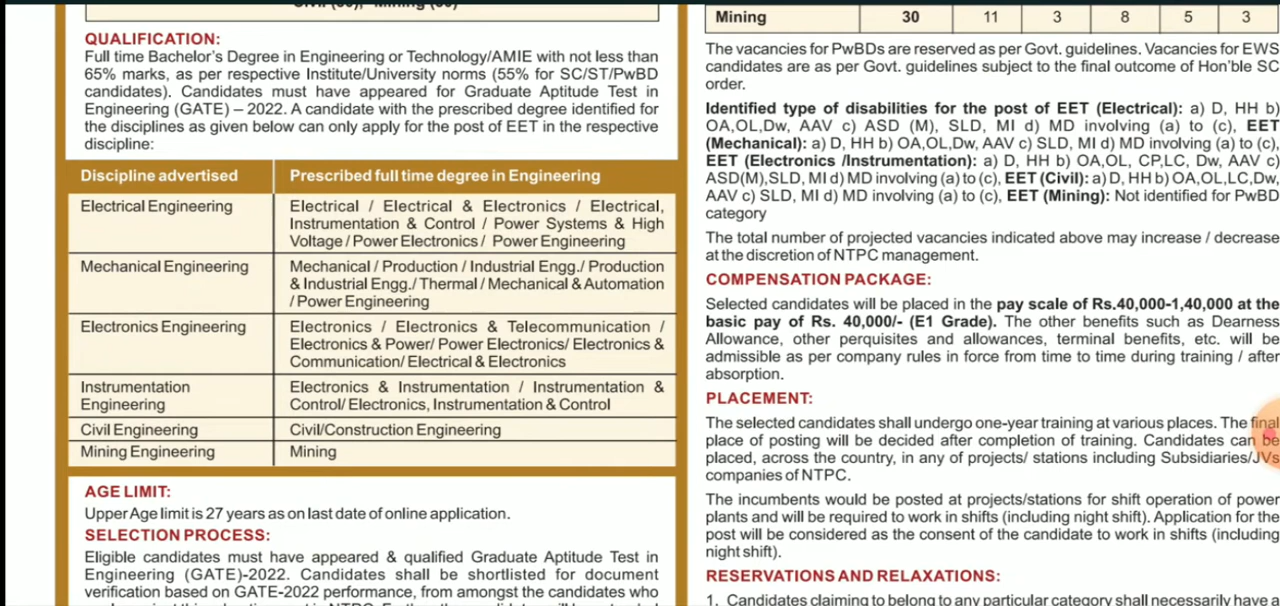 QUALIFICATION:
Full time Bachelor's Degree in Engineering or Technology/AMIE with not less than
65% marks, as per respective Institute/University norms (55% for SC/ST/PwBD
candidates). Candidates must have appeared for Graduate Aptitude Test in
Engineering (GATE) – 2022. A candidate with the prescribed degree identified for
the disciplines as given below can only apply for the post of EET in the respective
discipline:
Discipline advertised Prescribed full time degree in Engineering
Electrical Engineering Electrical / Electrical & Electronics / Electrical,
Instrumentation & Control / Power Systems & High
Voltage / Power Electronics / Power Engineering
Mechanical Engineering Mechanical / Production / Industrial Engg./ Production
& Industrial Engg./ Thermal / Mechanical & Automation
/ Power Engineering
Electronics Engineering Electronics / Electronics & Telecommunication /
Electronics & Power/ Power Electronics/ Electronics &
Communication/ Electrical & Electronics
Instrumentation Electronics & Instrumentation / Instrumentation &
Engineering Control/ Electronics, Instrumentation & Control
Civil Engineering Civil/Construction Engineering
Mining Engineering Mining
AGE LIMIT:
Upper Age limit is 27 years as on last date of online application.
SELECTION PROCESS:
Eligible candidates must have appeared & qualified Graduate Aptitude Test in
Engineering (GATE)-2022. Candidates shall be shortlisted for document
verification based on GATE-2022 performance, from amongst the candidates who
Mining 30 11 3 8 5 3
The vacancies for PwBDs are reserved as per Govt. guidelines. Vacancies for EWS
candidates are as per Govt. guidelines subject to the final outcome of Hon'ble SC
order.
Identified type of disabilities for the post of EET (Electrical): a) D, HH b)
OA,OL,Dw, AAV c) ASD (M), SLD, MI d) MD involving (a) to (c), EET
(Mechanical): a) D, HH b) OA,OL,Dw, AAV c) SLD, MI d) MD involving (a) to (c),
EET (Electronics /Instrumentation): a) D, HH b) OA,OL, CP,LC, Dw, AAV c)
ASD(M),SLD, MI d) MD involving (a) to (c), EET (Civil): a) D, HH b) OA,OL,LC,Dw,
AAV c) SLD, MI d) MD involving (a) to (c), EET (Mining): Not identified for PwBD
category
The total number of projected vacancies indicated above may increase / decrease
at the discretion of NTPC management.
COMPENSATION PACKAGE:
Selected candidates will be placed in the pay scale of Rs.40,000-1,40,000 at the
basic pay of Rs. 40,000/- (E1 Grade). The other benefits such as Dearness
Allowance, other perquisites and allowances, terminal benefits, etc. will be
admissible as per company rules in force from time to time during training / after
absorption.
PLACEMENT:
The selected candidates shall undergo one-year training at various places. The final
place of posting will be decided after completion of training. Candidates can be
placed, across the country, in any of projects/ stations including Subsidiaries/JVs
companies of NTPC.
The incumbents would be posted at projects/stations for shift operation of power
plants and will be required to work in shifts (including night shift). Application for the
post will be considered as the consent of the candidate to work in shifts (including
night shift).
RESERVATIONS AND RELAXATIONS:
1. Candidates claiming to belong to any particular category shall necessarily have a